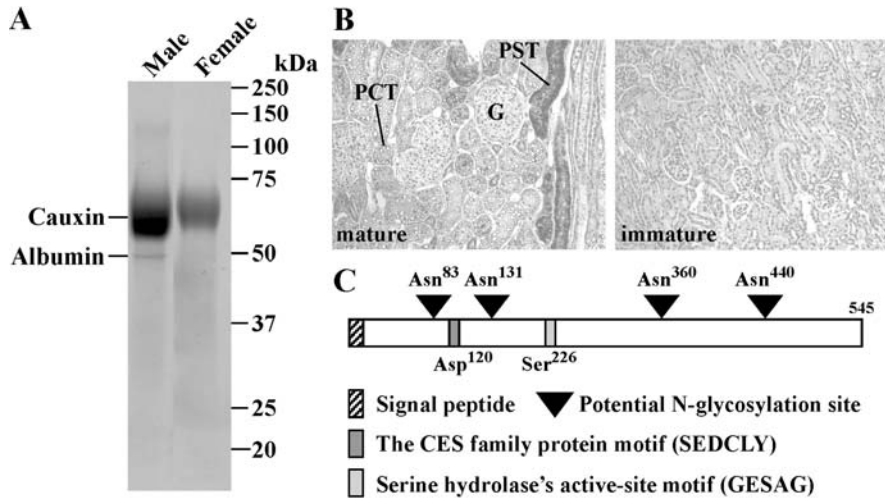 A
Male
Female
kDa
250
150
100
75
Cauxin
Albumin
50
37
25
20
B
PCT
PST
G
mature
immature
C
Asn83
Asn131
Asn360
Asn440
545
Asp120
Ser226
Signal peptide
Potential N-glycosylation site
The CES family protein motif (SEDCLY)
Serine hydrolase's active-site motif (GESAG)